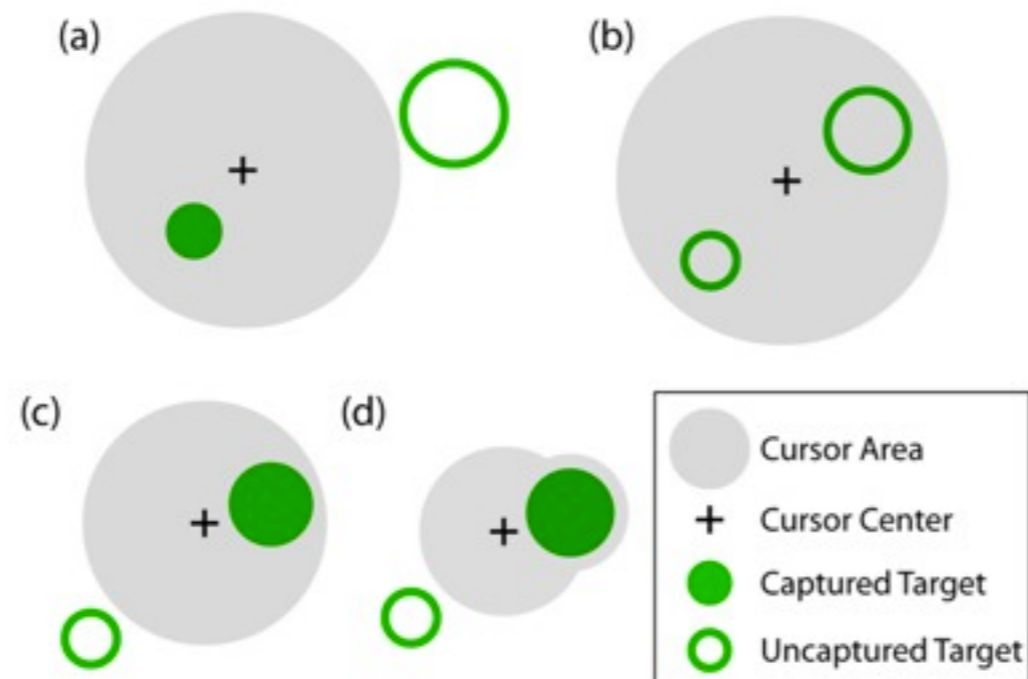 (a)
(b)
(c)
(d)
Cursor Area
Cursor Center
Captured Target
Uncaptured Target